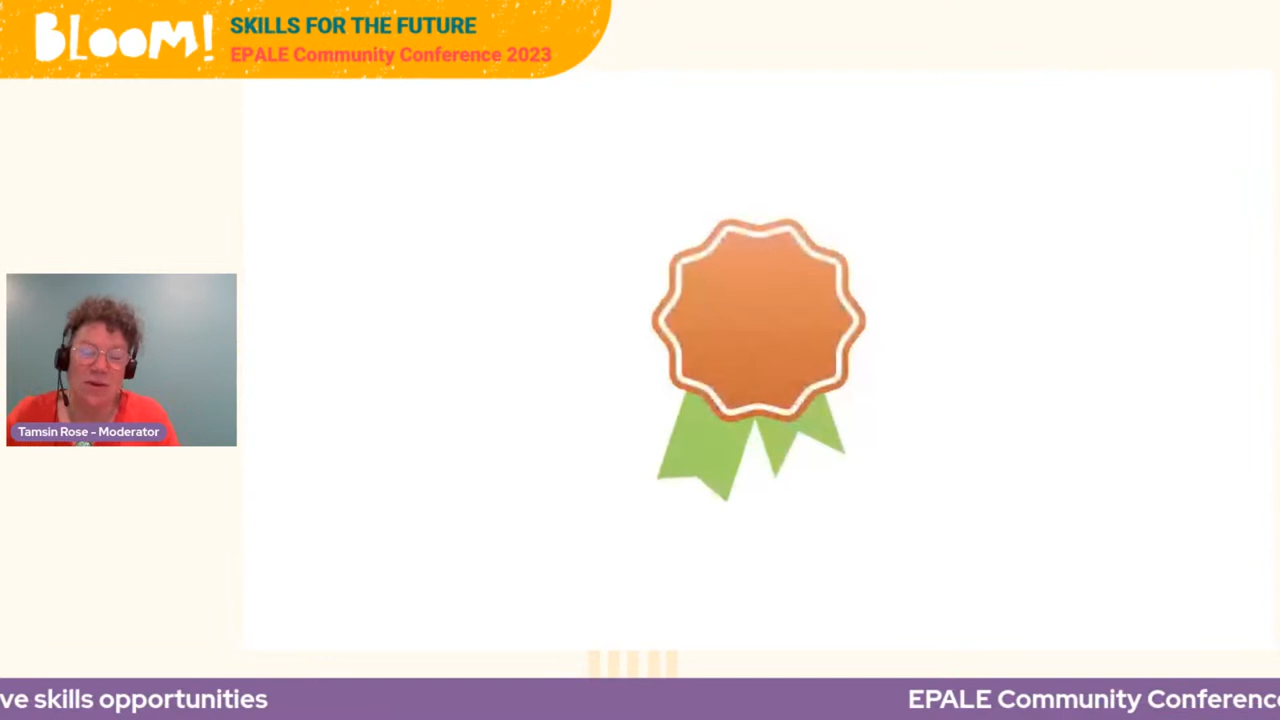 BLOOM!
SKILLS FOR THE FUTURE
EPALE Community Conference 2023
Tamsin Rose - Moderator
ve skills opportunities
EPALE Community Conferenc